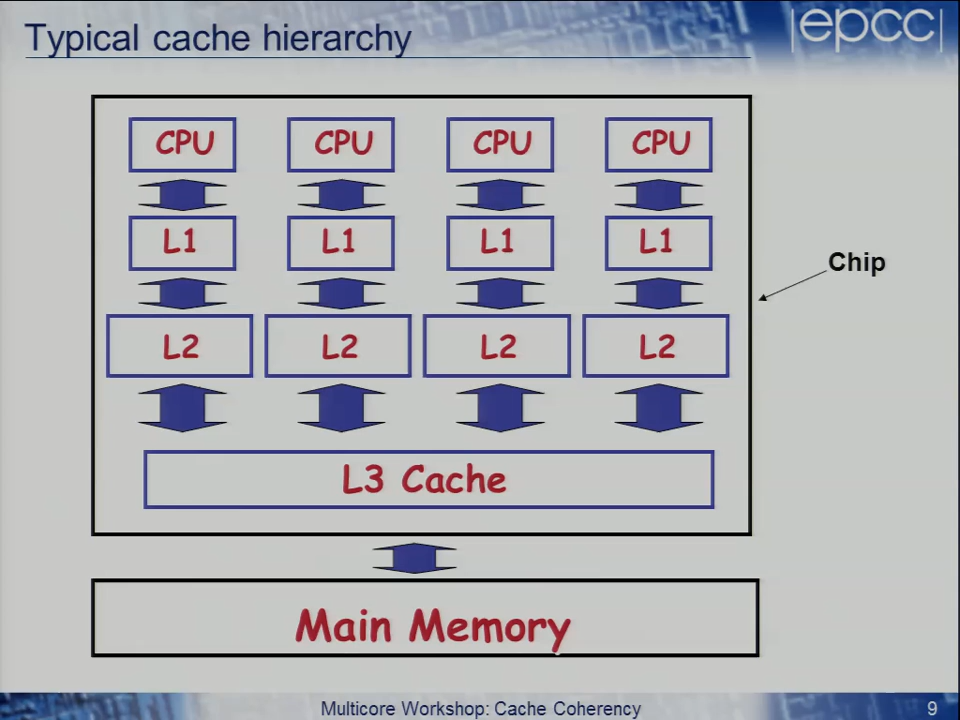 Typical cache hierarchy
|epcc|
CPU CPU CPU CPU
L1 L1 L1 L1
Chip
L2 L2 L2 L2
L3 Cache
Main Memory
Multicore Workshop: Cache Coherency
9